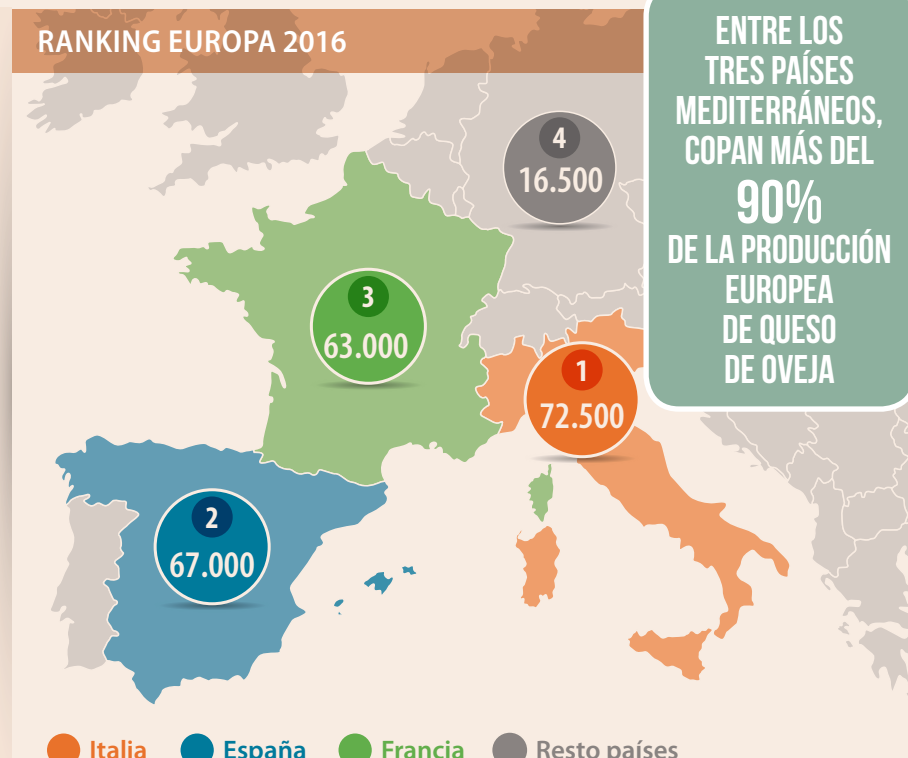 RANKING EUROPA 2016
ENTRE LOS
TRES PAÍSES
MEDITERRÁNEOS,
COPAN MÁS DEL
90%
DE LA PRODUCCIÓN
EUROPEA
DE QUESO
DE OVEJA
4
16.500
3
63.000
1
72.500
2
67.000
Italia España Francia Resto países